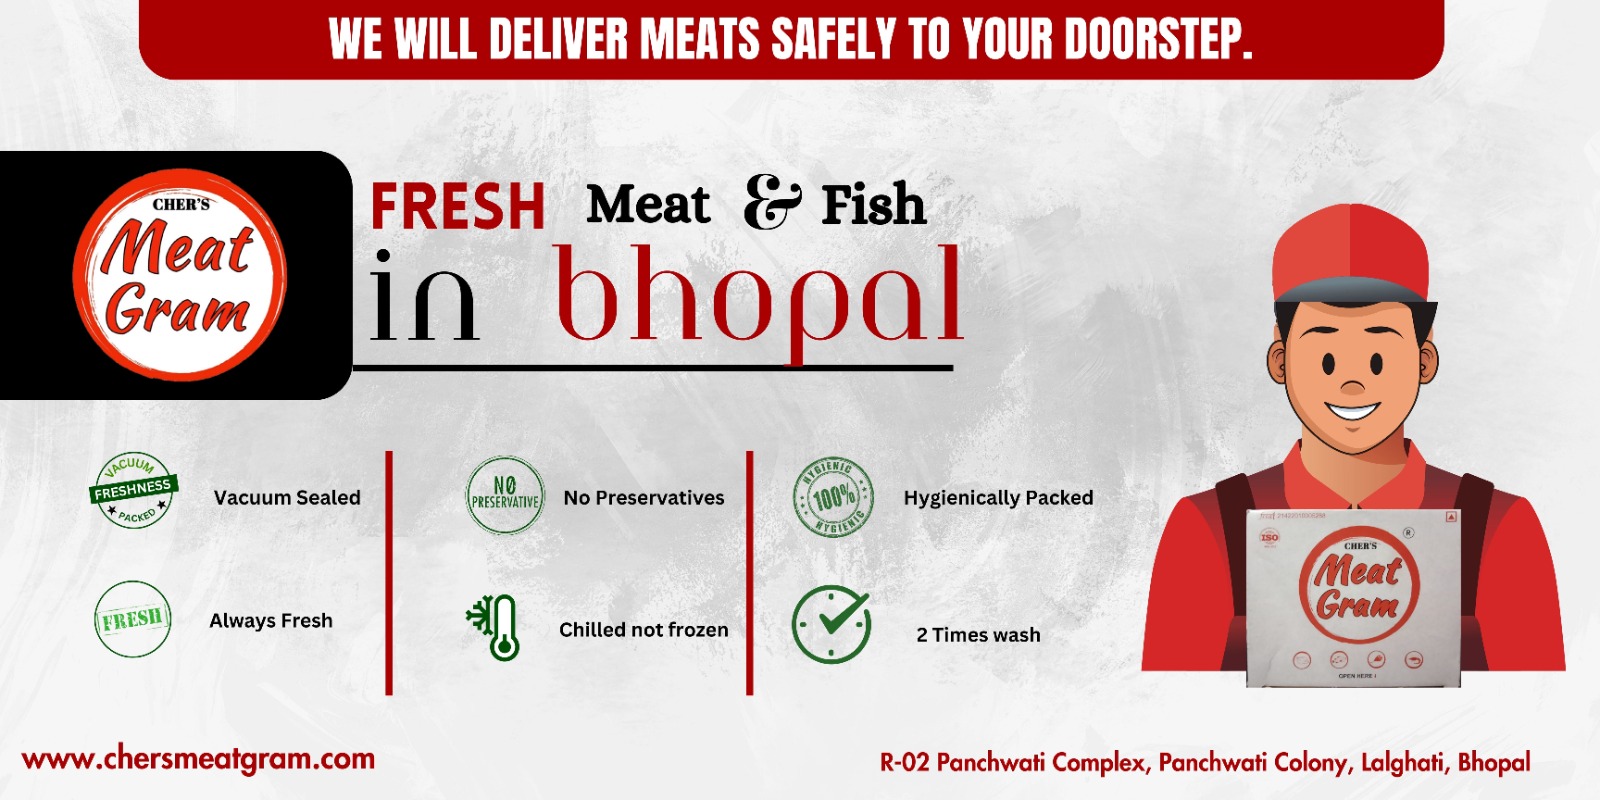 WE WILL DELIVER MEATS SAFELY TO YOUR DOORSTEP.
CHER'S
Meat
Gram
FRESH Meat & Fish
in bhopal
VACUUM
FRESHNESS
PACKED
Vacuum Sealed
NO
PRESERVATIVE
No Preservatives
HYGIENIC
100%
HYGIENIC
Hygienically Packed
FRESH
Always Fresh
Chilled not frozen
2 Times wash
ISO
R
CHER'S
Meat
Gram
OPEN HERE
www.chersmeatgram.com
R-02 Panchwati Complex, Panchwati Colony, Lalghati, Bhopal